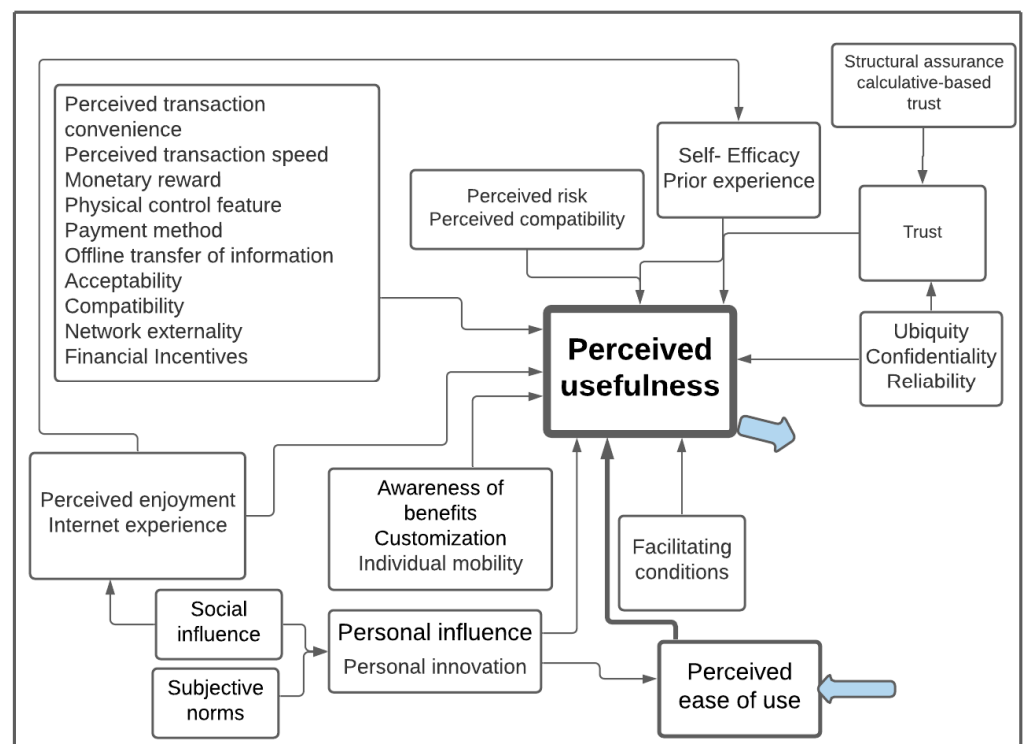 Structural assurance
calculative-based
trust
Perceived transaction
convenience
Perceived transaction speed
Monetary reward
Physical control feature
Payment method
Offline transfer of information
Acceptability
Compatibility
Network externality
Financial Incentives
Self- Efficacy
Prior experience
Perceived risk
Perceived compatibility
Trust
Perceived
usefulness
Ubiquity
Confidentiality
Reliability
Perceived enjoyment
Internet experience
Awareness of
benefits
Customization
Individual mobility
Facilitating
conditions
Social
influence
Personal influence
Personal innovation
Subjective
norms
Perceived
ease of use